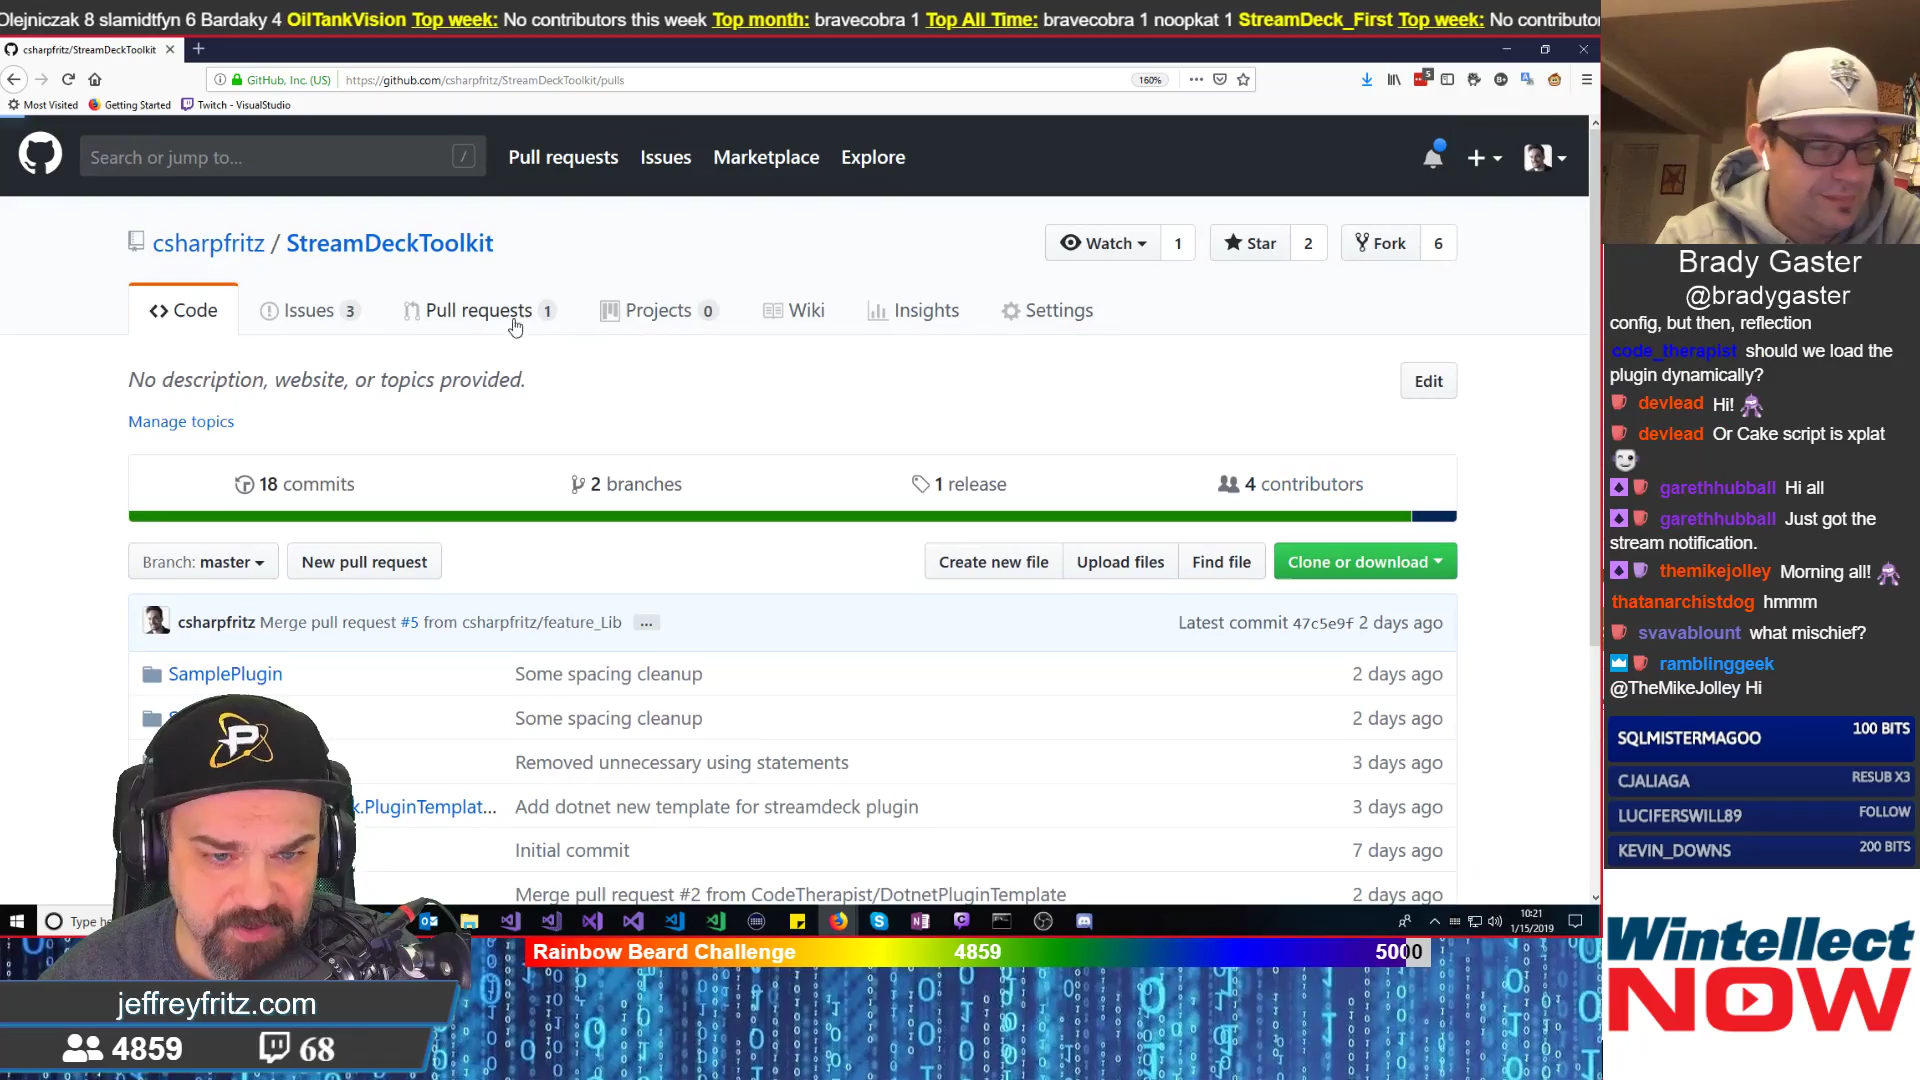 Olejniczak 8 slamidtfyn 6 Bardaky 4 OilTankVision Top week: No contributors this week Top month: bravecobra 1 Top All Time: bravecobra 1 noopkat 1 StreamDeck_First Top week: No contributor
csharpfritz/StreamDeckToolkit
GitHub, Inc. (US) https://github.com/csharpfritz/StreamDeckToolkit/pulls 160%
Most Visited Getting Started Twitch - VisualStudio
Search or jump to... / Pull requests Issues Marketplace Explore
csharpfritz / StreamDeckToolkit Watch 1 Star 2 Fork 6
Code Issues 3 Pull requests 1 Projects 0 Wiki Insights Settings
No description, website, or topics provided. Edit
Manage topics
18 commits 2 branches 1 release 4 contributors
Branch: master New pull request Create new file Upload files Find file Clone or download
csharpfritz Merge pull request #5 from csharpfritz/feature_Lib ... Latest commit 47c5e9f 2 days ago
SamplePlugin Some spacing cleanup 2 days ago
Some spacing cleanup 2 days ago
Removed unnecessary using statements 3 days ago
k.PluginTemplat... Add dotnet new template for streamdeck plugin 3 days ago
Initial commit 7 days ago
Merge pull request #2 from CodeTherapist/DotnetPluginTemplate 2 days ago
Type he
10:21
1/15/2019
Rainbow Beard Challenge 4859 5000
jeffreyfritz.com
4859 68
Brady Gaster
@bradygaster
config, but then, reflection
code_therapist should we load the
plugin dynamically?
devlead Hi!
devlead Or Cake script is xplat
garethhubball Hi all
garethhubball Just got the
stream notification.
themikejolley Morning all!
thatanarchistdog hmmm
svavablount what mischief?
ramblinggeek
@TheMikeJolley Hi
SQLMISTERMAGOO 100 BITS
CJALIAGA RESUB X3
LUCIFERSWILL89 FOLLOW
KEVIN_DOWNS 200 BITS
Wintellect
NOW